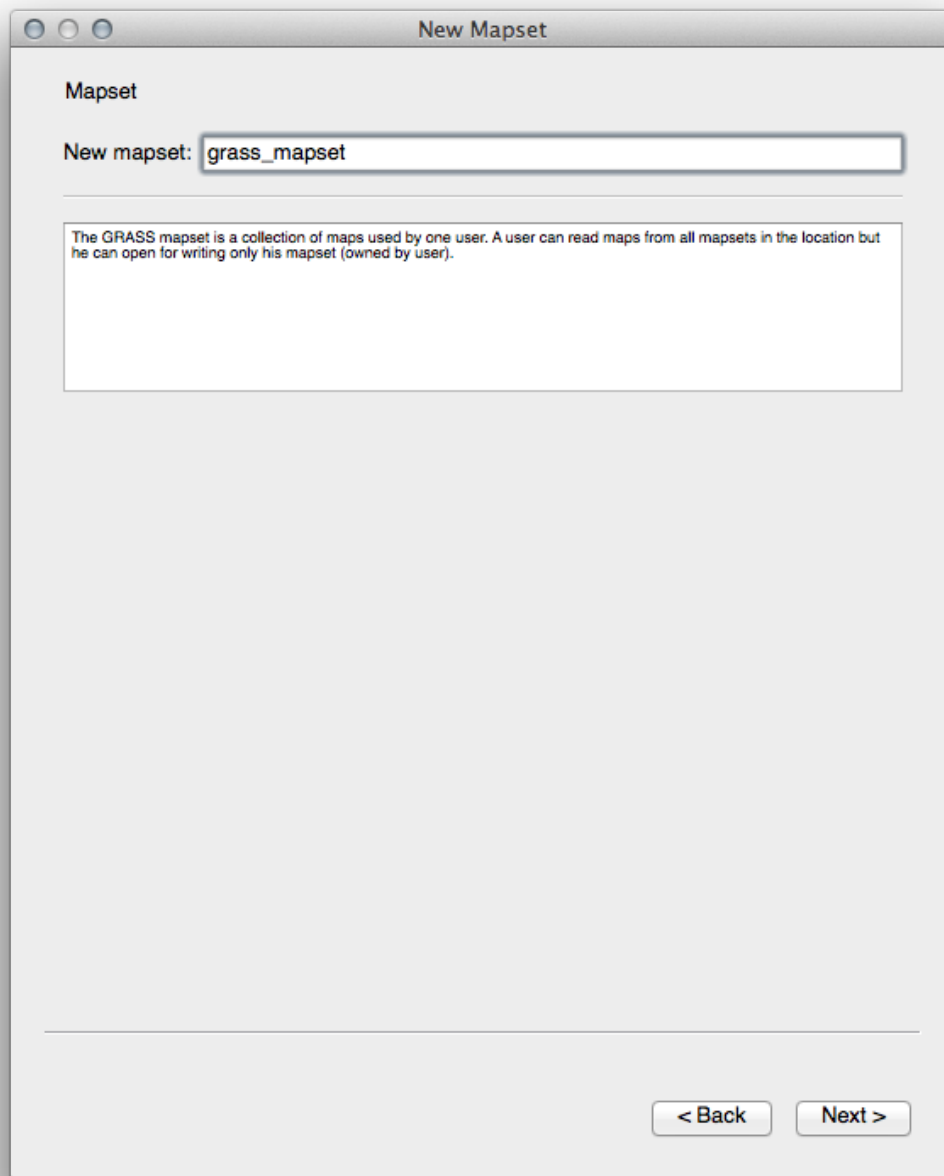 New Mapset
Mapset
New mapset: grass_mapset
The GRASS mapset is a collection of maps used by one user. A user can read maps from all mapsets in the location but
he can open for writing only his mapset (owned by user).
< Back Next >